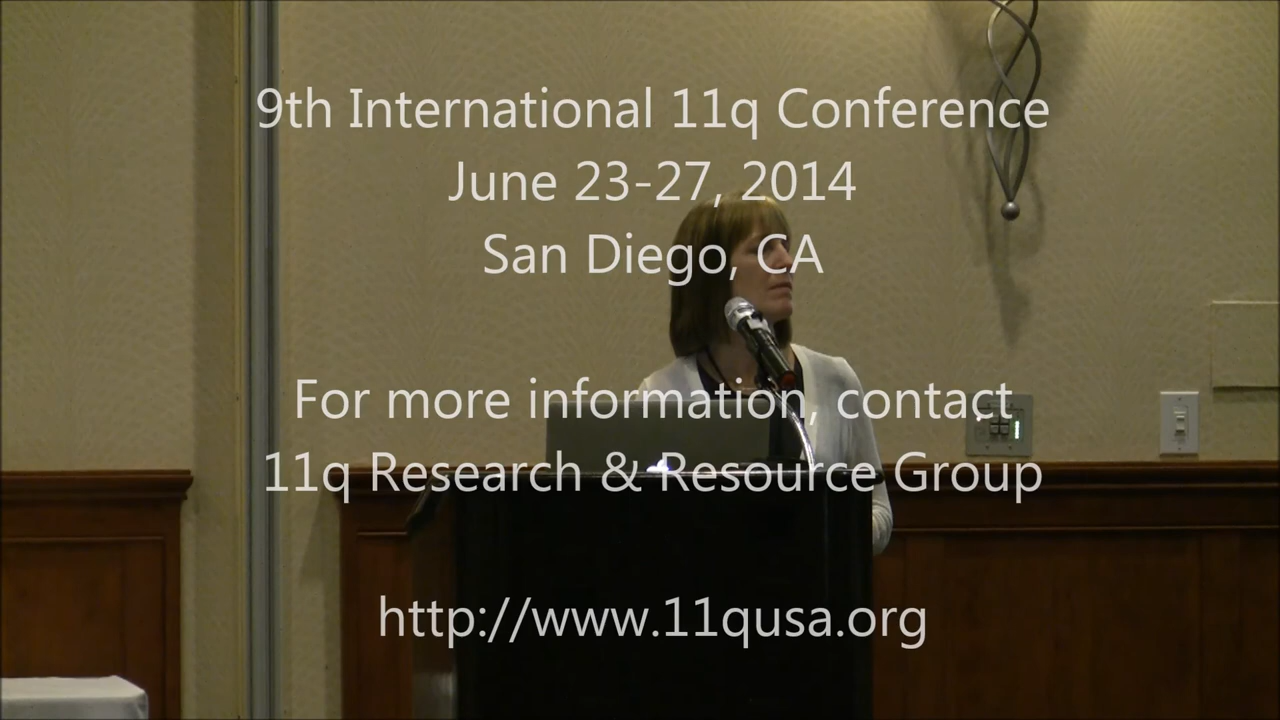 9th International 11q Conference
June 23-27, 2014
San Diego, CA
For more information, contact
11q Research & Resource Group
http://www.11qusa.org